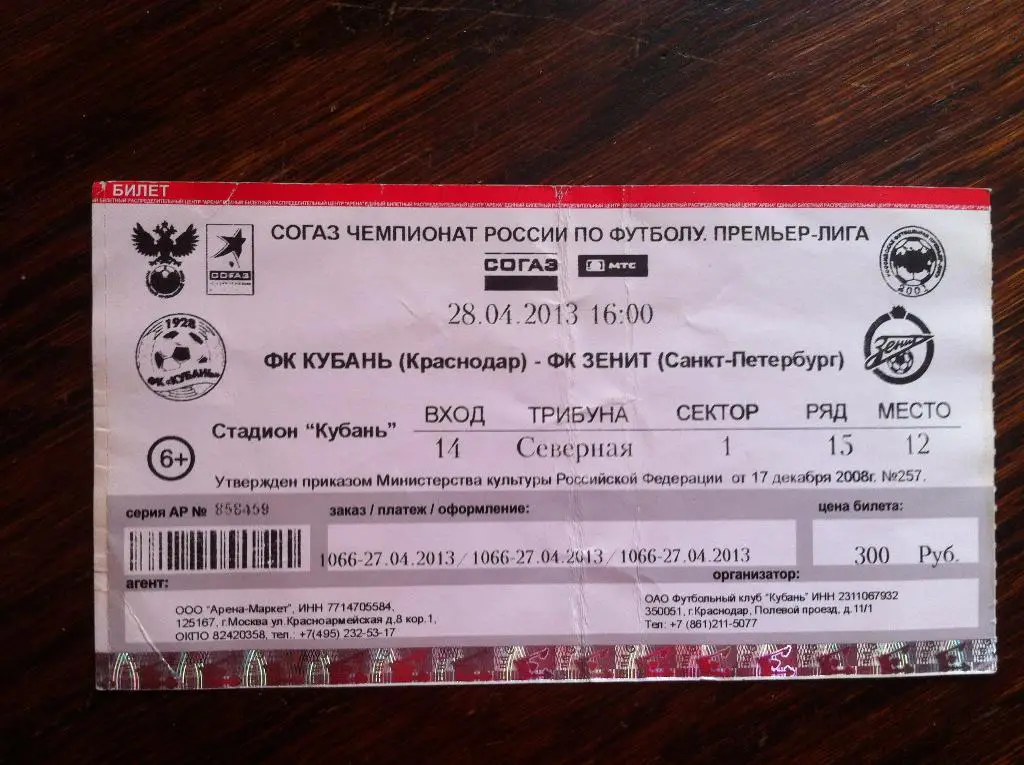 БИЛЕТ
СОГАЗ ЧЕМПИОНАТ РОССИИ ПО ФУТБОЛУ. ПРЕМЬЕР-ЛИГА
СОГАЗ
СОГАЗ МТС
2001
28.04.2013 16:00
1928
ФК «КУБАНЬ»
ФК КУБАНЬ (Краснодар) - ФК ЗЕНИТ (Санкт-Петербург)
Зенит
Стадион "Кубань"
ВХОД ТРИБУНА СЕКТОР РЯД МЕСТО
14 Северная 1 15 12
6+
Утвержден приказом Министерства культуры Российской Федерации от 17 декабря 2008г. №257.
серия АР № 858459
заказ / платеж / оформление:
цена билета:
1066-27.04.2013 / 1066-27.04.2013 / 1066-27.04.2013
300 Руб.
агент:
организатор:
ООО "Арена-Маркет", ИНН 7714705584,
125167, г.Москва ул.Красноармейская д.8 кор.1,
ОКПО 82420358, тел.: +7(495) 232-53-17
ОАО Футбольный клуб "Кубань" ИНН 2311067932
350051, г.Краснодар, Полевой проезд, д.11/1
Тел: +7 (861)211-5077